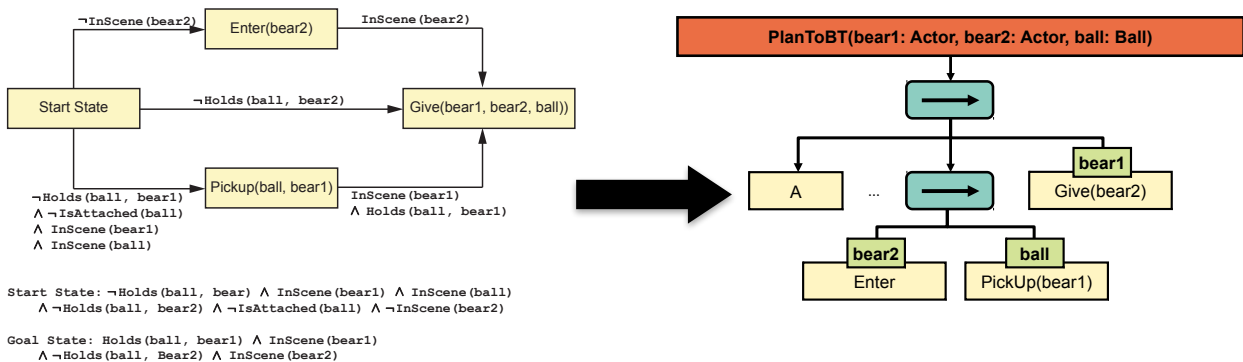 ¬InScene(bear2)
Enter(bear2)
InScene(bear2)
Start State
¬Holds(ball, bear2)
Give(bear1, bear2, ball))
Pickup(ball, bear1)
¬Holds(ball, bear1)
∧ ¬IsAttached(ball)
∧ InScene(bear1)
∧ InScene(ball)
InScene(bear1)
∧ Holds(ball, bear1)
Start State: ¬Holds(ball, bear) ∧ InScene(bear1) ∧ InScene(ball)
∧ ¬Holds(ball, bear2) ∧ ¬IsAttached(ball) ∧ ¬InScene(bear2)
Goal State: Holds(ball, bear1) ∧ InScene(bear1)
∧ ¬Holds(ball, Bear2) ∧ InScene(bear2)
PlanToBT(bear1: Actor, bear2: Actor, ball: Ball)
A
...
bear1
Give(bear2)
bear2
Enter
ball
PickUp(bear1)